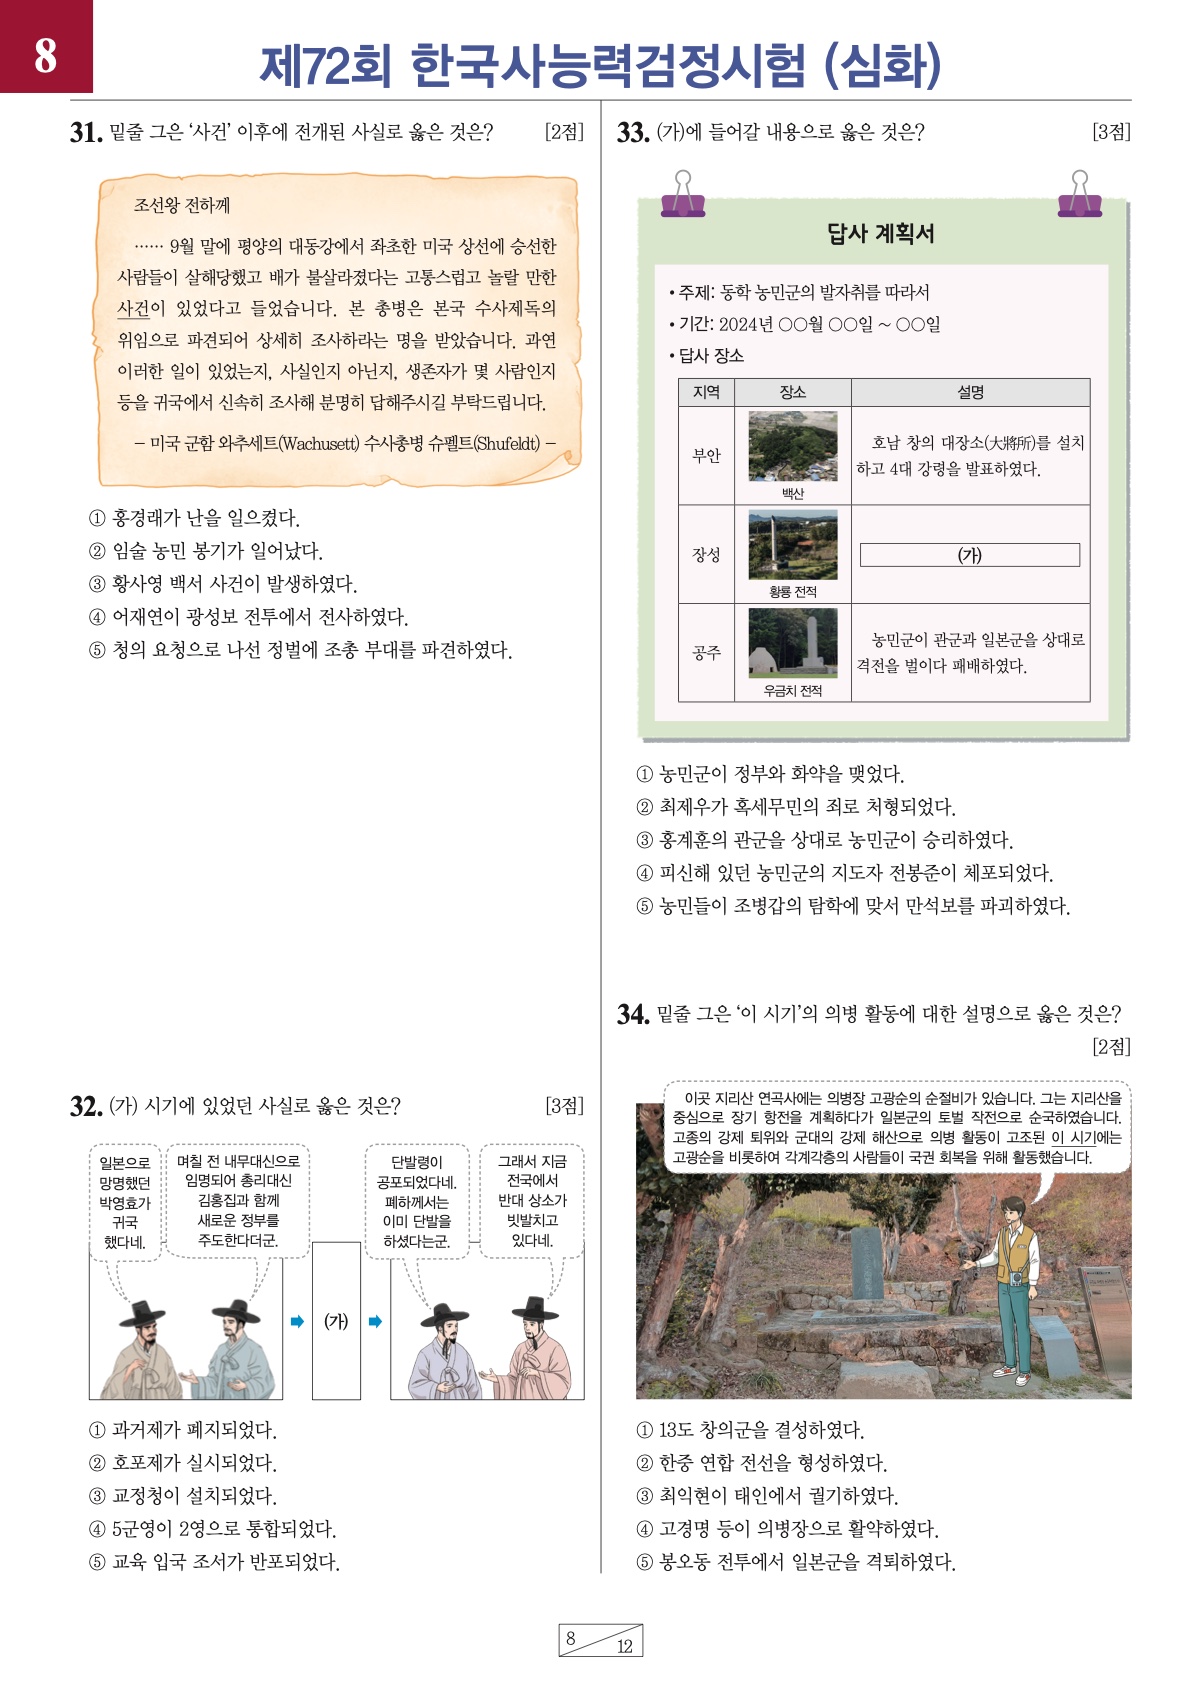 8
제72회 한국사능력검정시험 (심화)
31. 밑줄 그은 ‘사건’ 이후에 전개된 사실로 옳은 것은? [2점]
조선왕 전하께
…… 9월 말에 평양의 대동강에서 좌초한 미국 상선에 승선한
사람들이 살해당했고 배가 불살라졌다는 고통스럽고 놀랄 만한
사건이 있었다고 들었습니다. 본 총병은 본국 수사제독의
위임으로 파견되어 상세히 조사하라는 명을 받았습니다. 과연
이러한 일이 있었는지, 사실인지 아닌지, 생존자가 몇 사람인지
등을 귀국에서 신속히 조사해 분명히 답해주시길 부탁드립니다.
– 미국 군함 와추세트(Wachusett) 수사총병 슈펠트(Shufeldt) –
① 홍경래가 난을 일으켰다.
② 임술 농민 봉기가 일어났다.
③ 황사영 백서 사건이 발생하였다.
④ 어재연이 광성보 전투에서 전사하였다.
⑤ 청의 요청으로 나선 정벌에 조총 부대를 파견하였다.
32. (가) 시기에 있었던 사실로 옳은 것은? [3점]
일본으로
망명했던
박영효가
귀국
했다네.
며칠 전 내무대신으로
임명되어 총리대신
김홍집과 함께
새로운 정부를
주도한다더군.
(가)
단발령이
공포되었다네.
폐하께서는
이미 단발을
하셨다는군.
그래서 지금
전국에서
반대 상소가
빗발치고
있다네.
① 과거제가 폐지되었다.
② 호포제가 실시되었다.
③ 교정청이 설치되었다.
④ 5군영이 2영으로 통합되었다.
⑤ 교육 입국 조서가 반포되었다.
33. (가)에 들어갈 내용으로 옳은 것은? [3점]
답사 계획서
• 주제: 동학 농민군의 발자취를 따라서
• 기간: 2024년 ○○월 ○○일 ~ ○○일
• 답사 장소
지역 장소 설명
부안
백산
호남 창의 대장소(大將所)를 설치
하고 4대 강령을 발표하였다.
장성
황룡 전적
(가)
공주
우금치 전적
농민군이 관군과 일본군을 상대로
격전을 벌이다 패배하였다.
① 농민군이 정부와 화약을 맺었다.
② 최제우가 혹세무민의 죄로 처형되었다.
③ 홍계훈의 관군을 상대로 농민군이 승리하였다.
④ 피신해 있던 농민군의 지도자 전봉준이 체포되었다.
⑤ 농민들이 조병갑의 탐학에 맞서 만석보를 파괴하였다.
34. 밑줄 그은 ‘이 시기’의 의병 활동에 대한 설명으로 옳은 것은?
[2점]
이곳 지리산 연곡사에는 의병장 고광순의 순절비가 있습니다. 그는 지리산을
중심으로 장기 항전을 계획하다가 일본군의 토벌 작전으로 순국하였습니다.
고종의 강제 퇴위와 군대의 강제 해산으로 의병 활동이 고조된 이 시기에는
고광순을 비롯하여 각계각층의 사람들이 국권 회복을 위해 활동했습니다.
① 13도 창의군을 결성하였다.
② 한중 연합 전선을 형성하였다.
③ 최익현이 태인에서 궐기하였다.
④ 고경명 등이 의병장으로 활약하였다.
⑤ 봉오동 전투에서 일본군을 격퇴하였다.
8
12